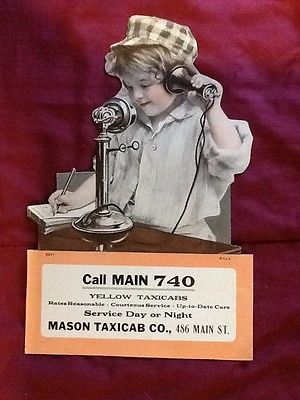 Call MAIN 740
YELLOW TAXICABS
Rates Reasonable : Courteous Service : Up-to-Date Cars
Service Day or Night
MASON TAXICAB CO., 486 MAIN ST.